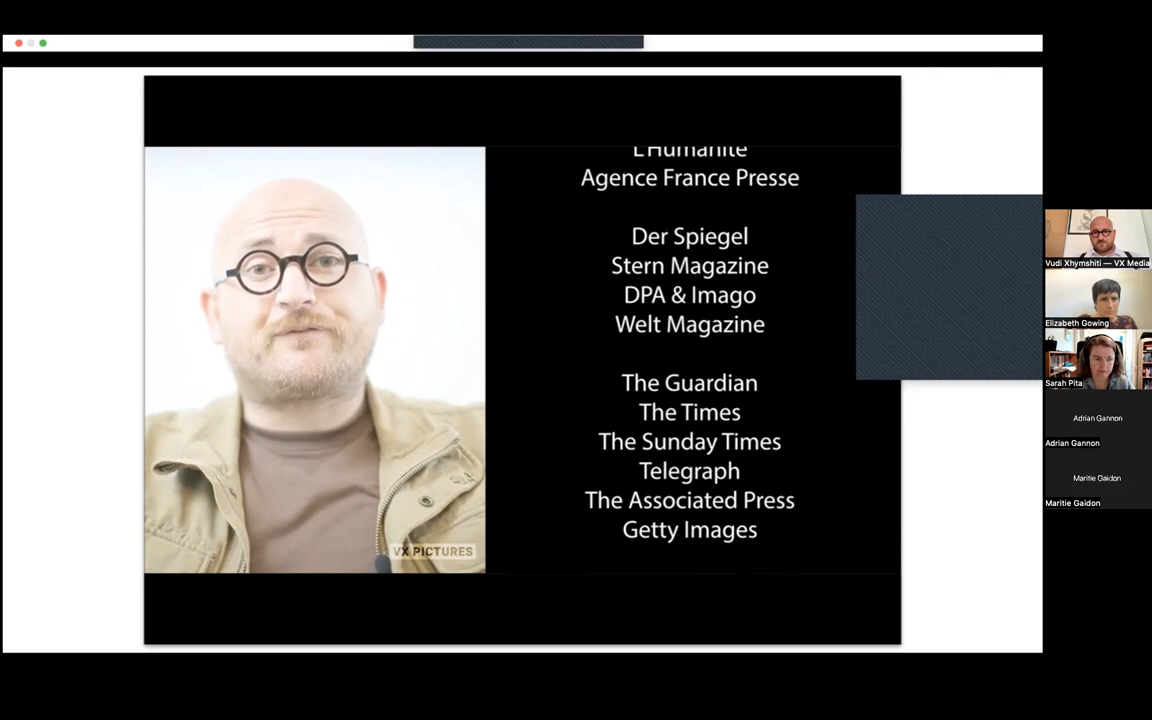 L'Humanité
Agence France Presse
Der Spiegel
Stern Magazine
DPA & Imago
Welt Magazine
The Guardian
The Times
The Sunday Times
Telegraph
The Associated Press
Getty Images
VX PICTURES
Vudi Xhymshiti — VX Media
Elizabeth Gowing
Sarah Pita
Adrian Gannon
Adrian Gannon
Maritie Gaidon
Maritie Gaidon